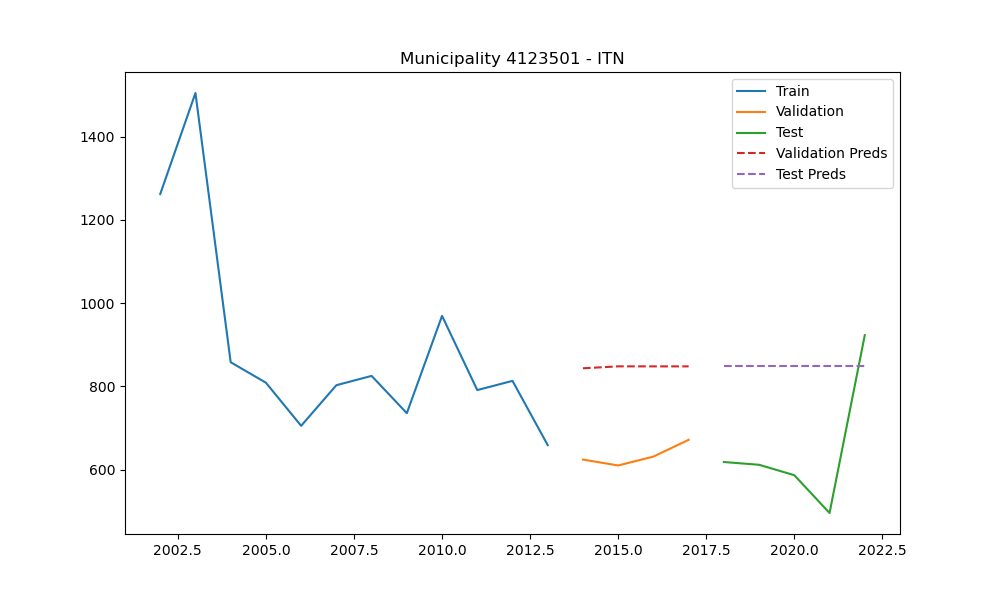 Municipality 4123501 - ITN
Train
Validation
Test
Validation Preds
Test Preds
1400
1200
1000
800
600
2002.5 2005.0 2007.5 2010.0 2012.5 2015.0 2017.5 2020.0 2022.5